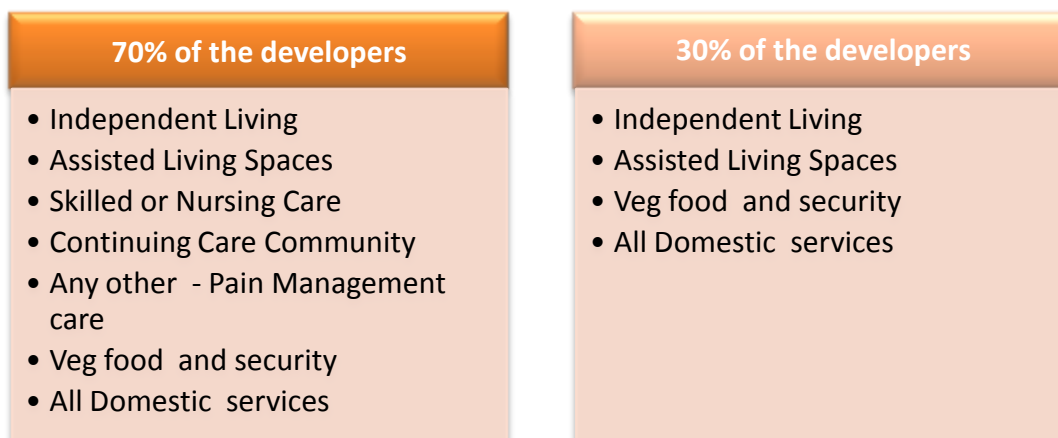 70% of the developers
• Independent Living
• Assisted Living Spaces
• Skilled or Nursing Care
• Continuing Care Community
• Any other - Pain Management
care
• Veg food and security
• All Domestic services
30% of the developers
• Independent Living
• Assisted Living Spaces
• Veg food and security
• All Domestic services